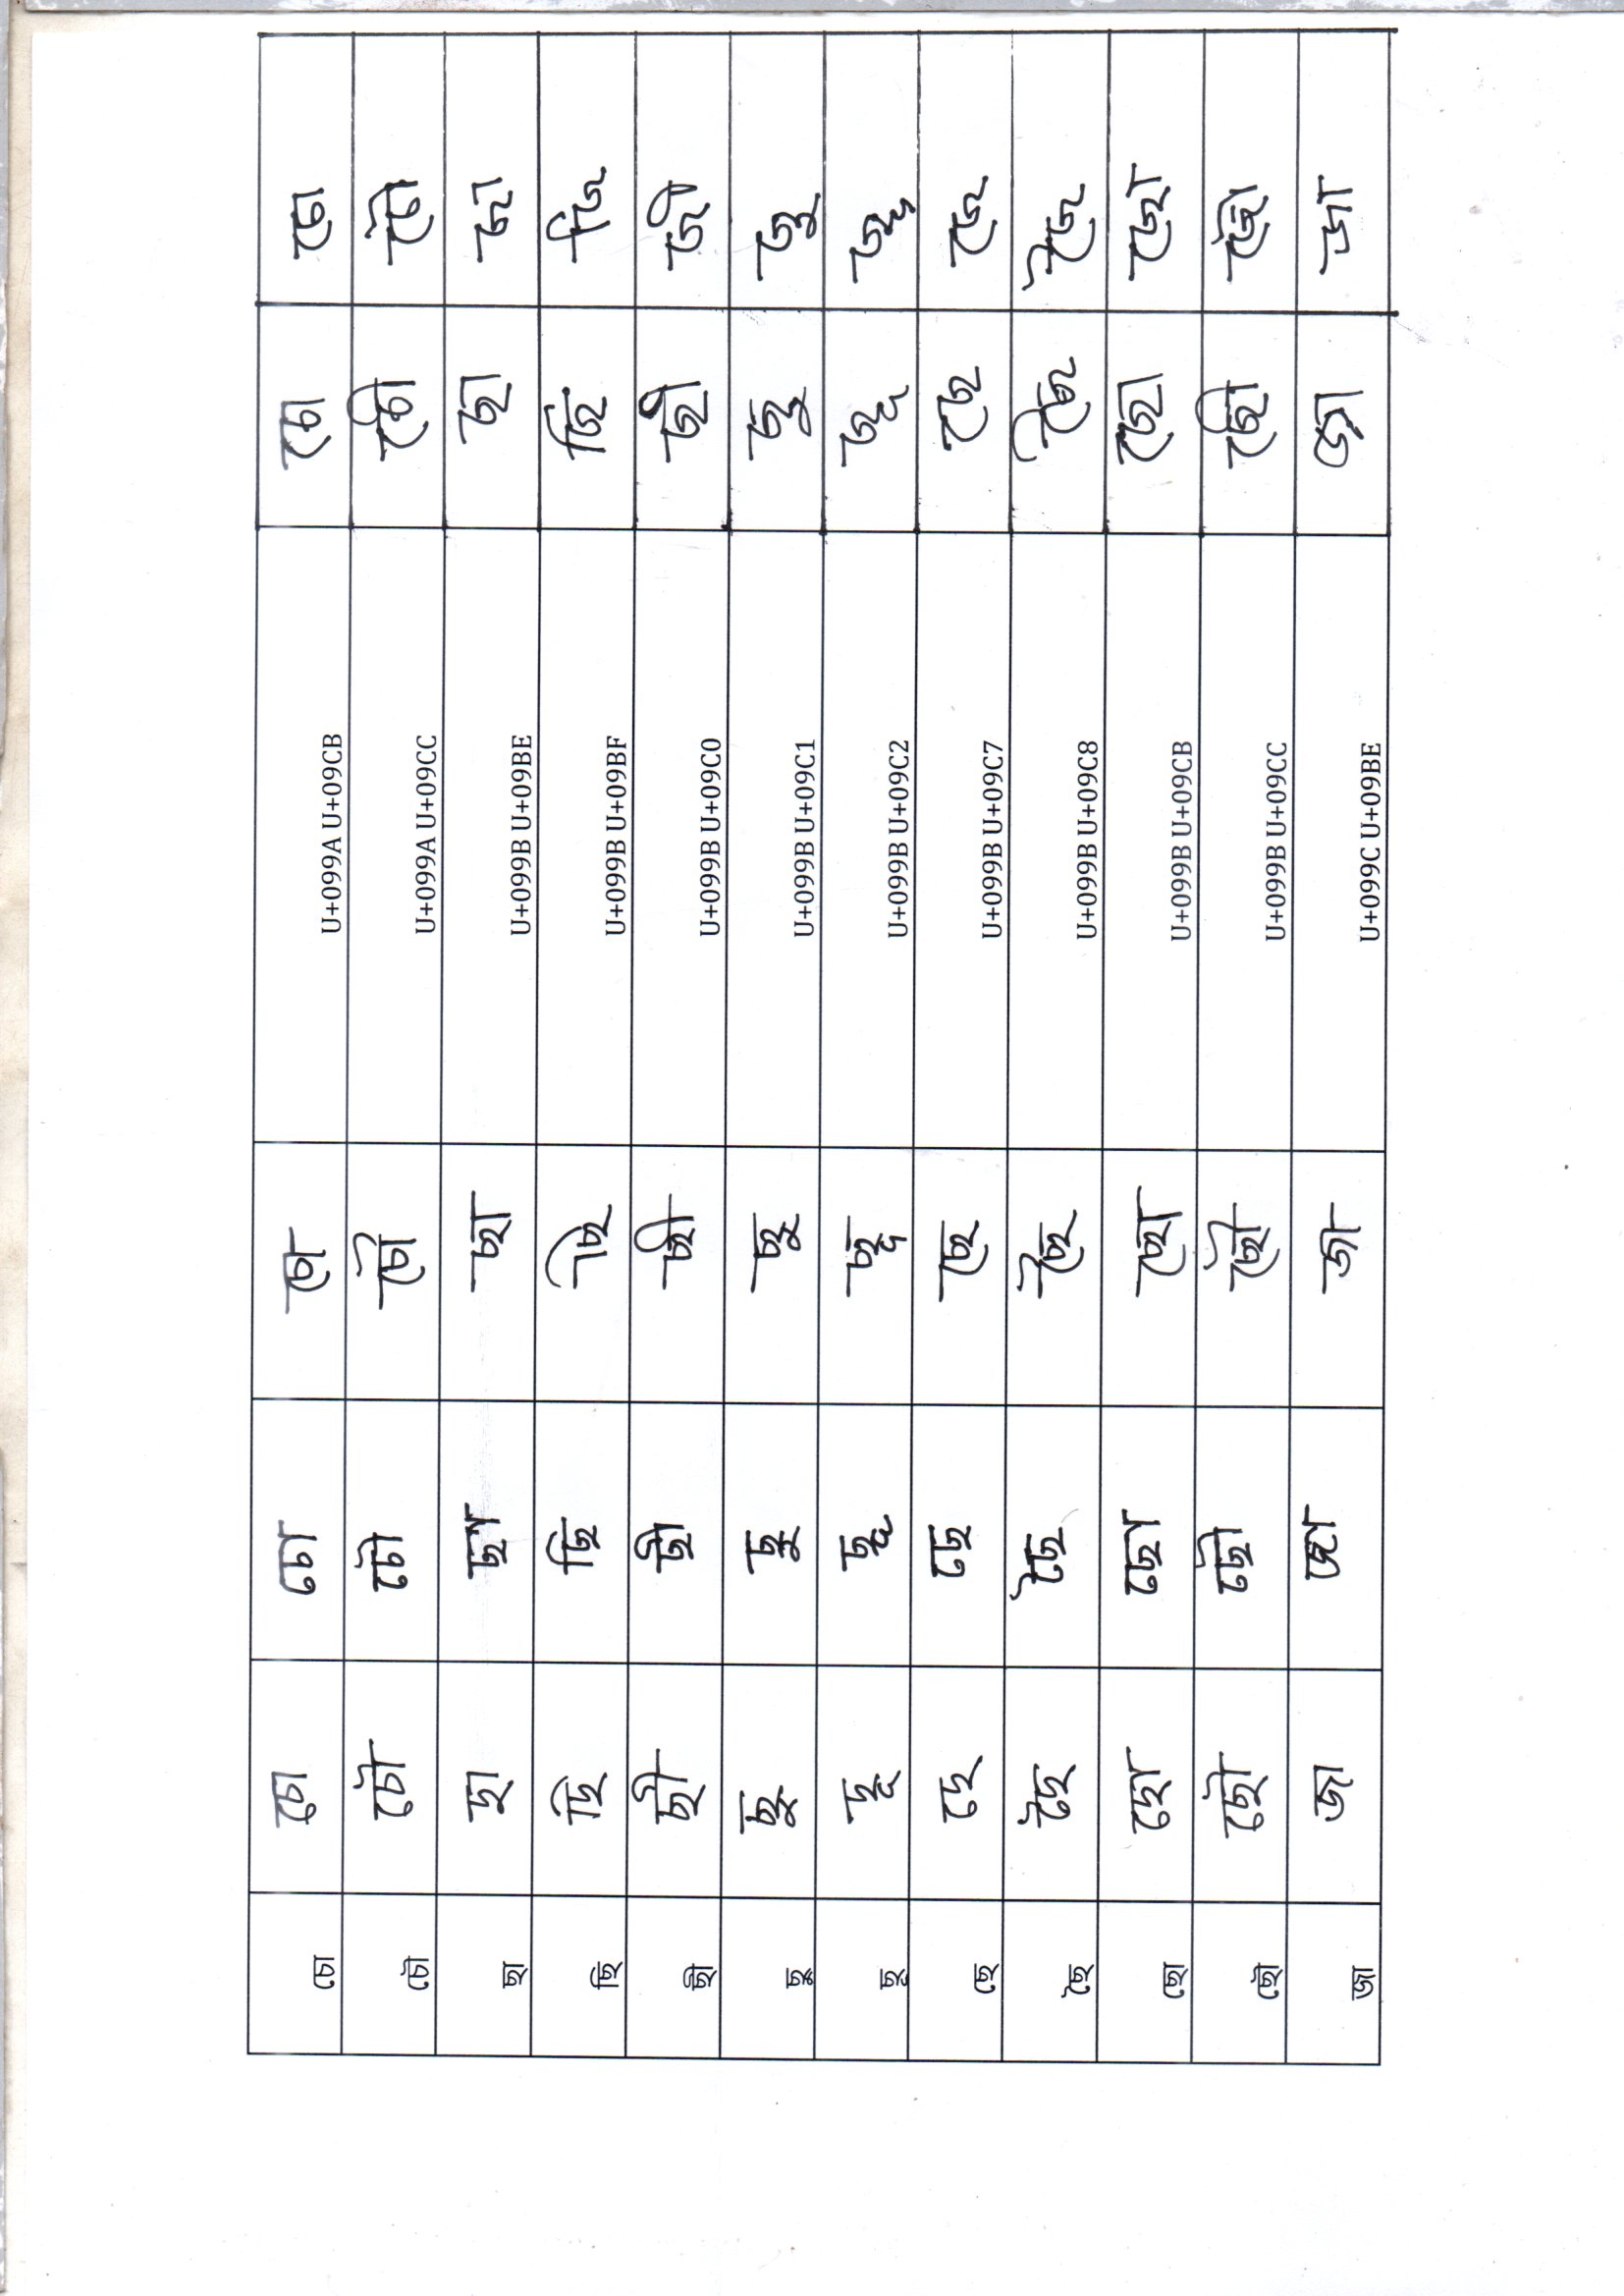 চো চো চো চো U+099A U+09CB চো চো
চৌ চৌ চৌ চৌ U+099A U+09CC চৌ চৌ
ছা ছা ছা ছা U+099B U+09BE ছা ছা
ছি ছি ছি ছি U+099B U+09BF ছি ছি
ছী ছী ছী ছী U+099B U+09C0 ছী ছী
ছু ছু ছু ছু U+099B U+09C1 ছু ছু
ছূ ছূ ছূ ছূ U+099B U+09C2 ছূ ছূ
ছে ছে ছে ছে U+099B U+09C7 ছে ছে
ছৈ ছৈ ছৈ ছৈ U+099B U+09C8 ছৈ ছৈ
ছো ছো ছো ছো U+099B U+09CB ছো ছো
ছৌ ছৌ ছৌ ছৌ U+099B U+09CC ছৌ ছৌ
জা জা জা জা U+099C U+09BE জা জা